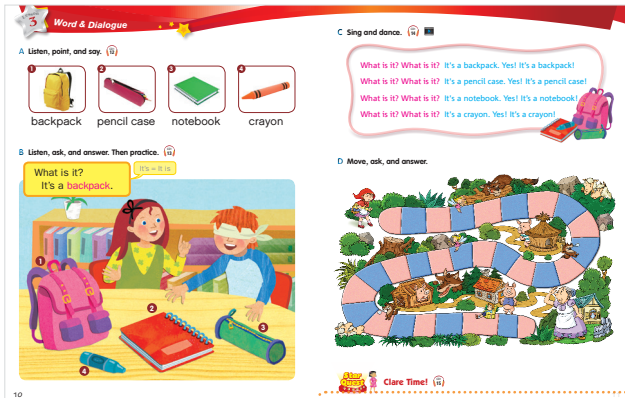 3 Word & Dialogue
A Listen, point, and say.
1 2 3 4
backpack pencil case notebook crayon
B Listen, ask, and answer. Then practice.
What is it?
It's a backpack.
It's = It is
1
2
3
4
C Sing and dance.
What is it? What is it? It's a backpack. Yes! It's a backpack!
What is it? What is it? It's a pencil case. Yes! It's a pencil case!
What is it? What is it? It's a notebook. Yes! It's a notebook!
What is it? What is it? It's a crayon. Yes! It's a crayon!
D Move, ask, and answer.
Star Quest
Clare Time!